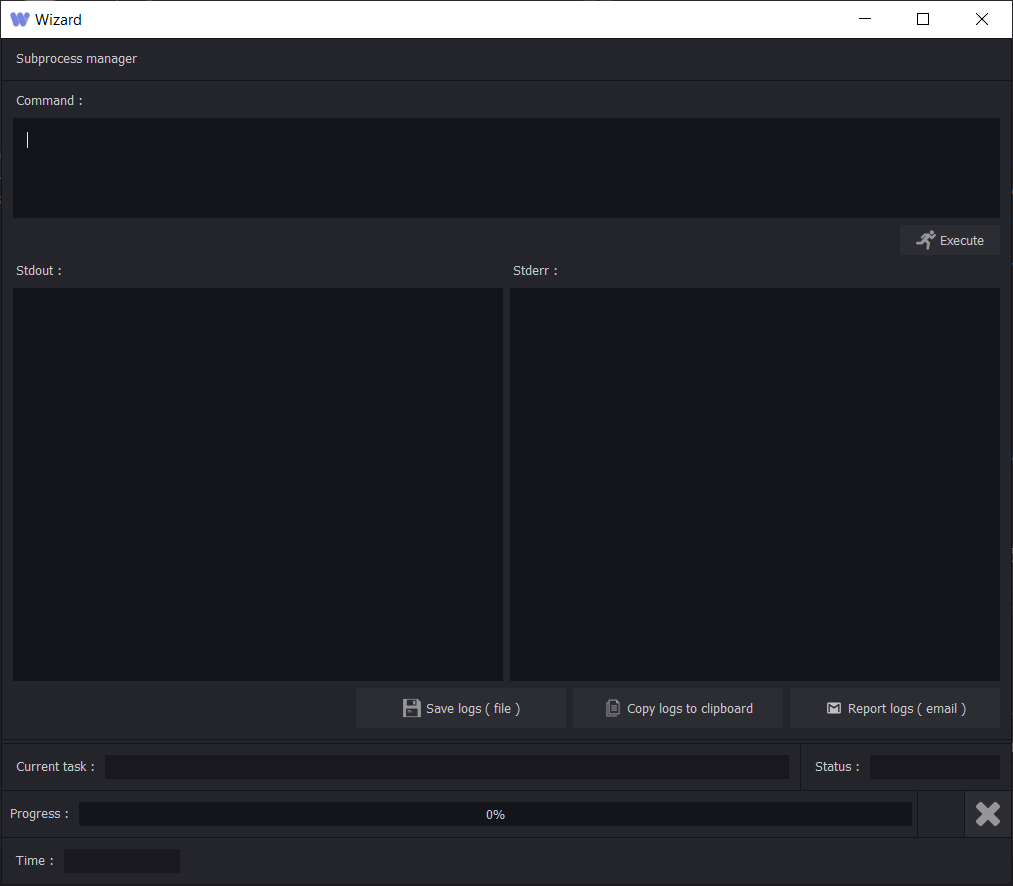 Wizard
Subprocess manager
Command :
Execute
Stdout :
Stderr :
Save logs ( file )
Copy logs to clipboard
Report logs ( email )
Current task :
Status :
Progress :
0%
Time :